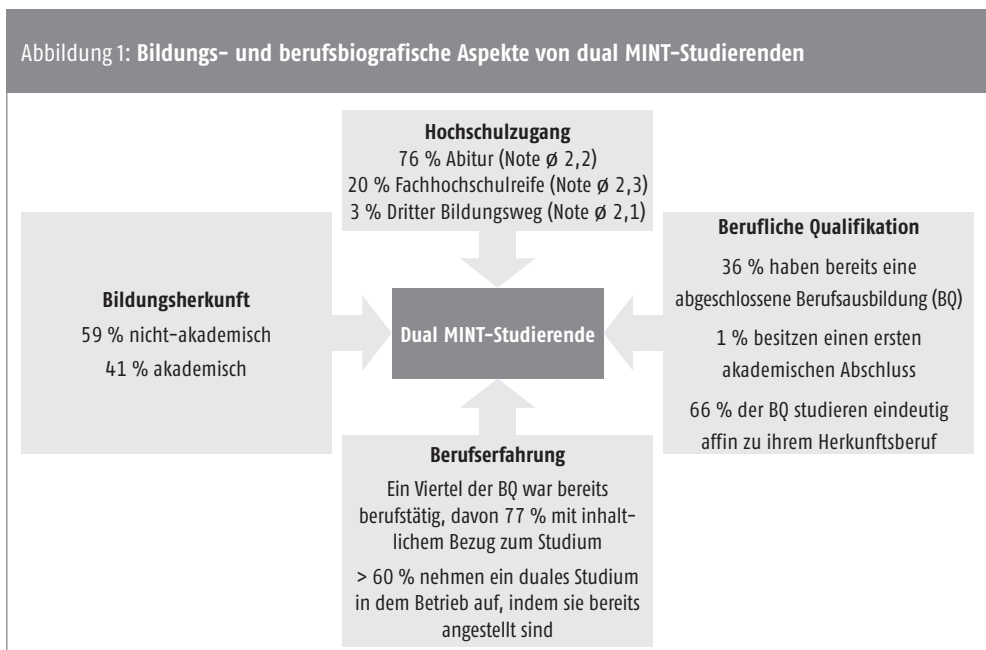 Abbildung 1: Bildungs- und berufsbiografische Aspekte von dual MINT-Studierenden
Hochschulzugang
76 % Abitur (Note ø 2,2)
20 % Fachhochschulreife (Note ø 2,3)
3 % Dritter Bildungsweg (Note ø 2,1)
Bildungsherkunft
59 % nicht-akademisch
41 % akademisch
Dual MINT-Studierende
Berufliche Qualifikation
36 % haben bereits eine
abgeschlossene Berufsausbildung (BQ)
1 % besitzen einen ersten
akademischen Abschluss
66 % der BQ studieren eindeutig
affin zu ihrem Herkunftsberuf
Berufserfahrung
Ein Viertel der BQ war bereits
berufstätig, davon 77 % mit inhalt-
lichem Bezug zum Studium
> 60 % nehmen ein duales Studium
in dem Betrieb auf, indem sie bereits
angestellt sind